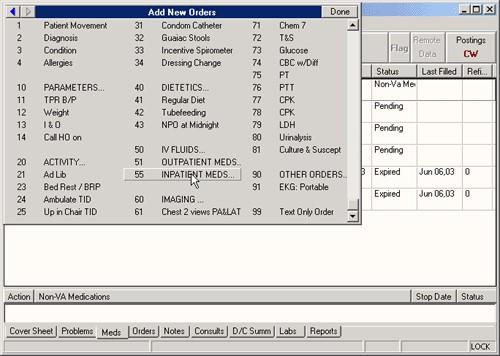 Add New Orders Done
1 Patient Movement 31 Condom Catheter 71 Chem 7
2 Diagnosis 32 Guaiac Stools 72 T&S
3 Condition 33 Incentive Spirometer 73 Glucose
4 Allergies 34 Dressing Change 74 CBC w/Diff
75 PT
10 PARAMETERS... 40 DIETETICS... 76 PTT
11 TPR B/P 41 Regular Diet 77 CPK
12 Weight 42 Tubefeeding 78 CPK
13 I & O 43 NPO at Midnight 79 LDH
14 Call HO on 80 Urinalysis
50 IV FLUIDS... 81 Culture & Suscept
20 ACTIVITY... 51 OUTPATIENT MEDS...
21 Ad Lib 55 INPATIENT MEDS... 90 OTHER ORDERS...
23 Bed Rest / BRP 91 EKG: Portable
24 Ambulate TID 60 IMAGING ...
25 Up in Chair TID 61 Chest 2 views PA&LAT 99 Text Only Order
Flag Remote Data Postings CW
Status Last Filled Refi...
Non-VA Me
Pending
Pending
Pending
3 Expired Jun 06,03 0
Expired Jun 06,03 0
Action Non-VA Medications Stop Date Status
Cover Sheet Problems Meds Orders Notes Consults D/C Summ Labs Reports
LOCK